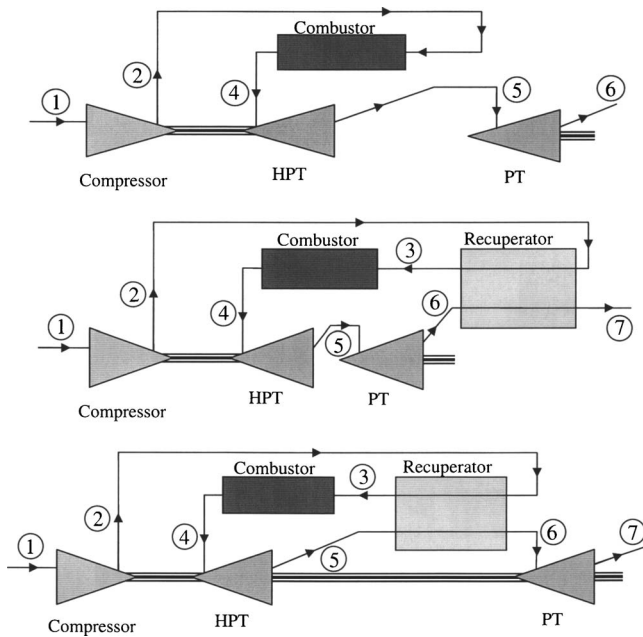 Combustor
1
2
4
5
6
Compressor
HPT
PT
Combustor
Recuperator
3
2
4
6
1
5
7
Compressor
HPT
PT
Combustor
Recuperator
3
2
4
6
1
5
7
Compressor
HPT
PT